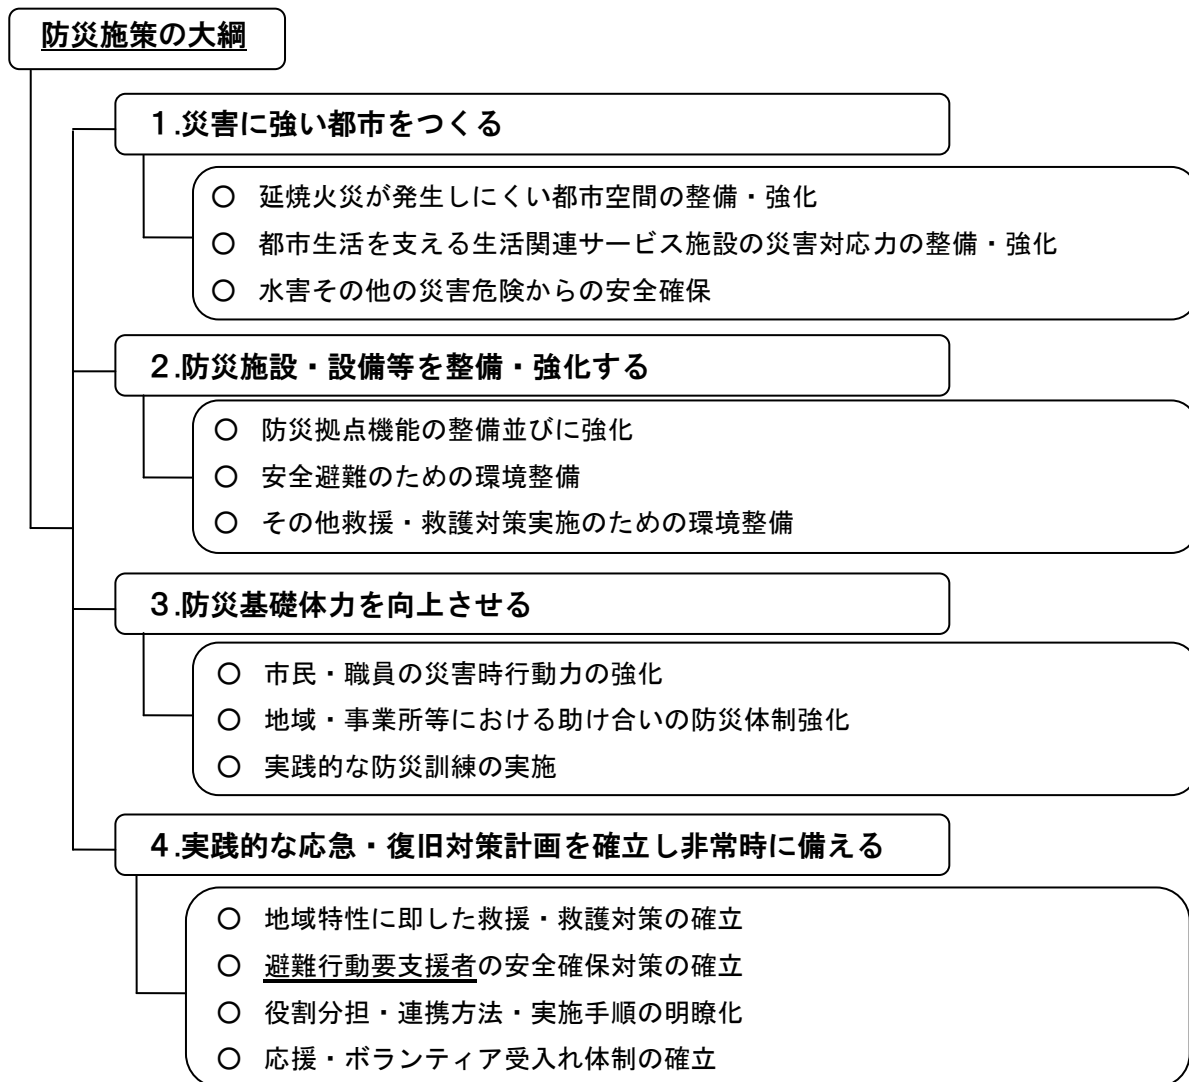 防災施策の大綱
１.災害に強い都市をつくる
○ 延焼火災が発生しにくい都市空間の整備・強化
○ 都市生活を支える生活関連サービス施設の災害対応力の整備・強化
○ 水害その他の災害危険からの安全確保
２.防災施設・設備等を整備・強化する
○ 防災拠点機能の整備並びに強化
○ 安全避難のための環境整備
○ その他救援・救護対策実施のための環境整備
３.防災基礎体力を向上させる
○ 市民・職員の災害時行動力の強化
○ 地域・事業所等における助け合いの防災体制強化
○ 実践的な防災訓練の実施
４.実践的な応急・復旧対策計画を確立し非常時に備える
○ 地域特性に即した救援・救護対策の確立
○ 避難行動要支援者の安全確保対策の確立
○ 役割分担・連携方法・実施手順の明瞭化
○ 応援・ボランティア受入れ体制の確立